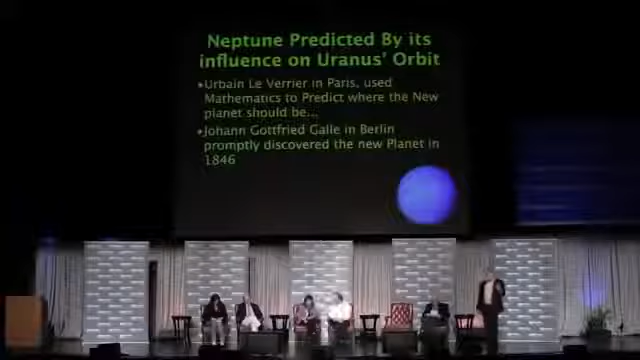 Neptune Predicted By its
influence on Uranus' Orbit
•Urbain Le Verrier in Paris, used
Mathematics to Predict where the New
planet should be...
•Johann Gottfried Galle in Berlin
promptly discovered the new Planet in
1846